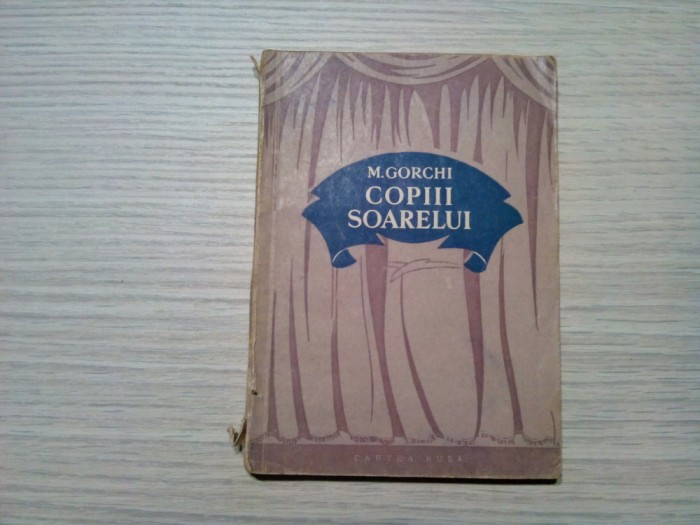 M. GORCHI
COPIII
SOARELUI
CARTEA RUSĂ